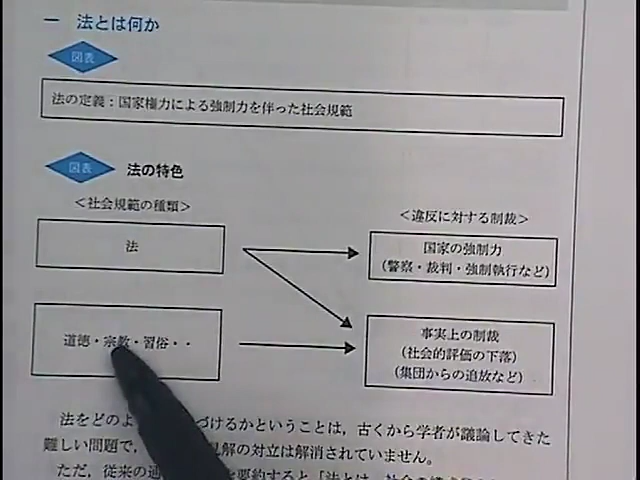 一 法とは何か
図表
法の定義：国家権力による強制力を伴った社会規範
図表 法の特色
＜社会規範の種類＞
＜違反に対する制裁＞
法
国家の強制力
（警察・裁判・強制執行など）
道徳・宗教・習俗・・
事実上の制裁
（社会的評価の下落）
（集団からの追放など）
法をどのよ づけるかということは，古くから学者が議論してきた
難しい問題で， 見解の対立は解消されていません。
ただ，従来の 要約すると「法とは，社会の